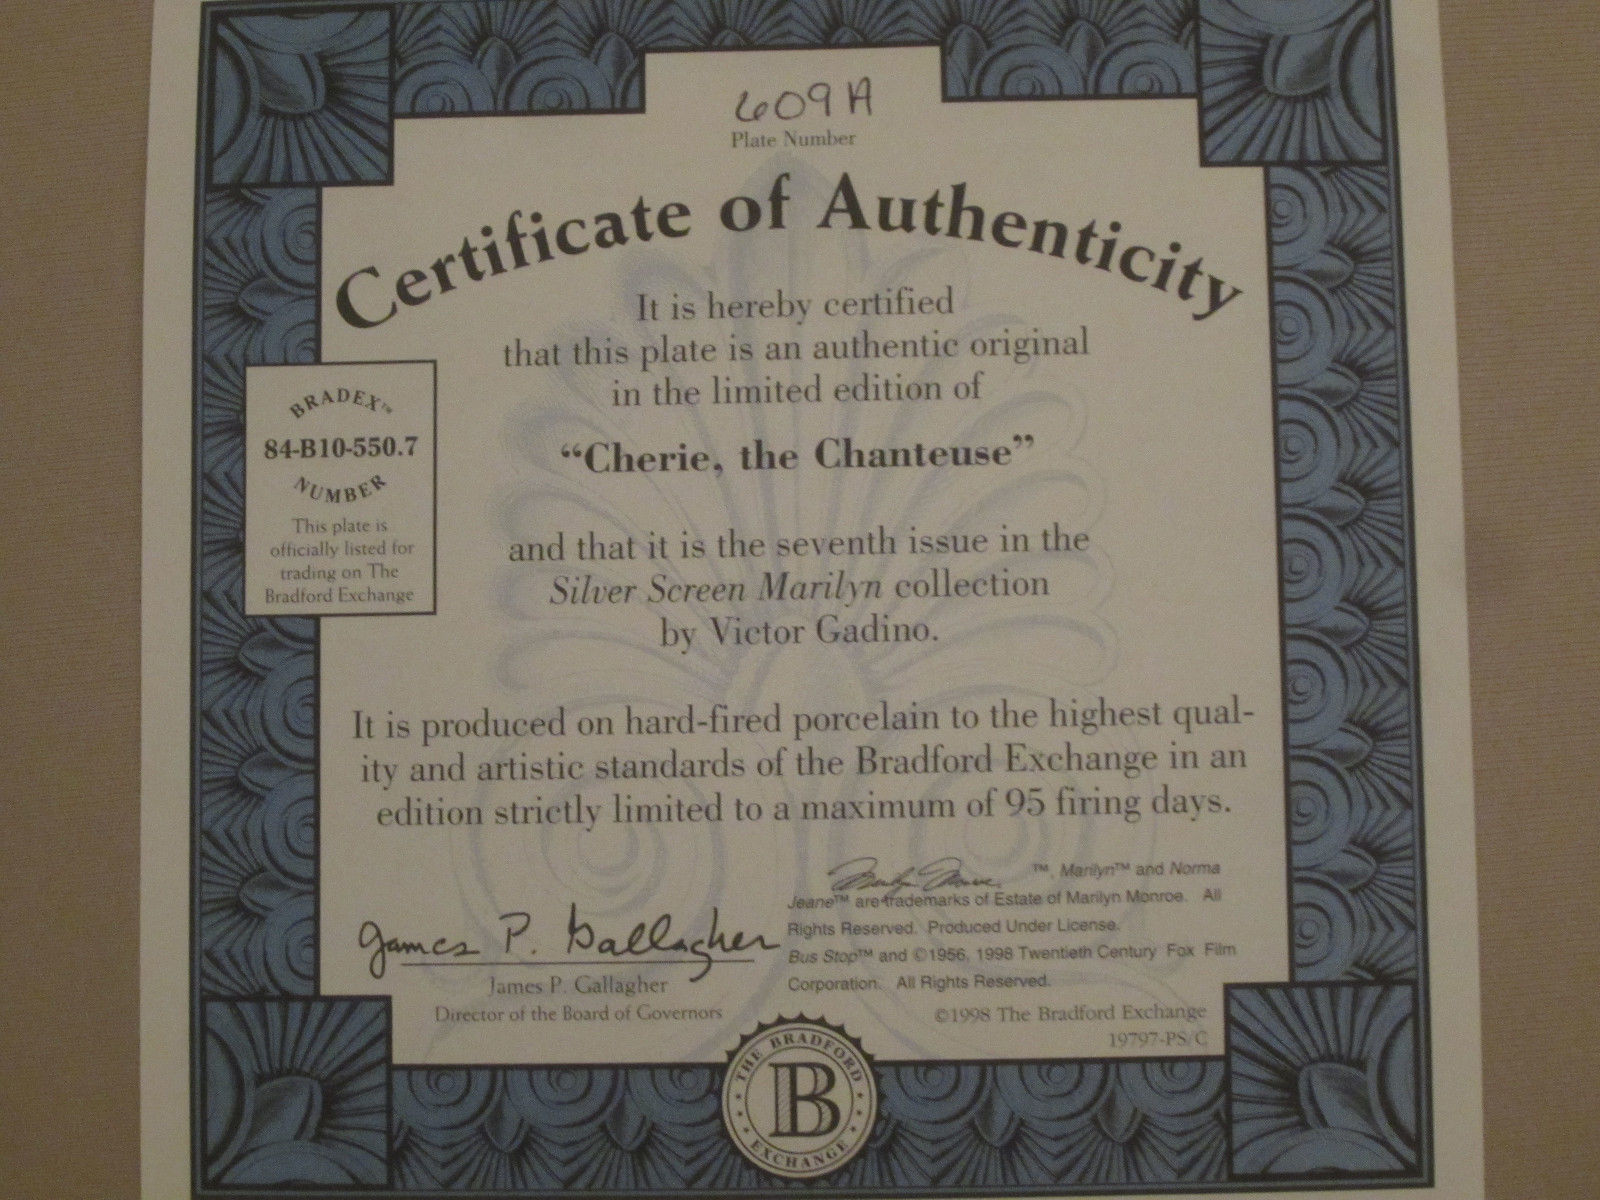 609A
Plate Number
Certificate of Authenticity
It is hereby certified
that this plate is an authentic original
in the limited edition of
“Cherie, the Chanteuse”
BRADEX™
84-B10-550.7
NUMBER
This plate is
officially listed for
trading on The
Bradford Exchange
and that it is the seventh issue in the
Silver Screen Marilyn collection
by Victor Gadino.
It is produced on hard-fired porcelain to the highest qual-
ity and artistic standards of the Bradford Exchange in an
edition strictly limited to a maximum of 95 firing days.
James P. Gallagher
James P. Gallagher
Director of the Board of Governors
Marilyn Monroe ™, Marilyn™ and Norma
Jeane™ are trademarks of Estate of Marilyn Monroe. All
Rights Reserved. Produced Under License.
Bus Stop™ and ©1956, 1998 Twentieth Century Fox Film
Corporation. All Rights Reserved.
©1998 The Bradford Exchange
19797-PS/C
THE BRADFORD
B
EXCHANGE